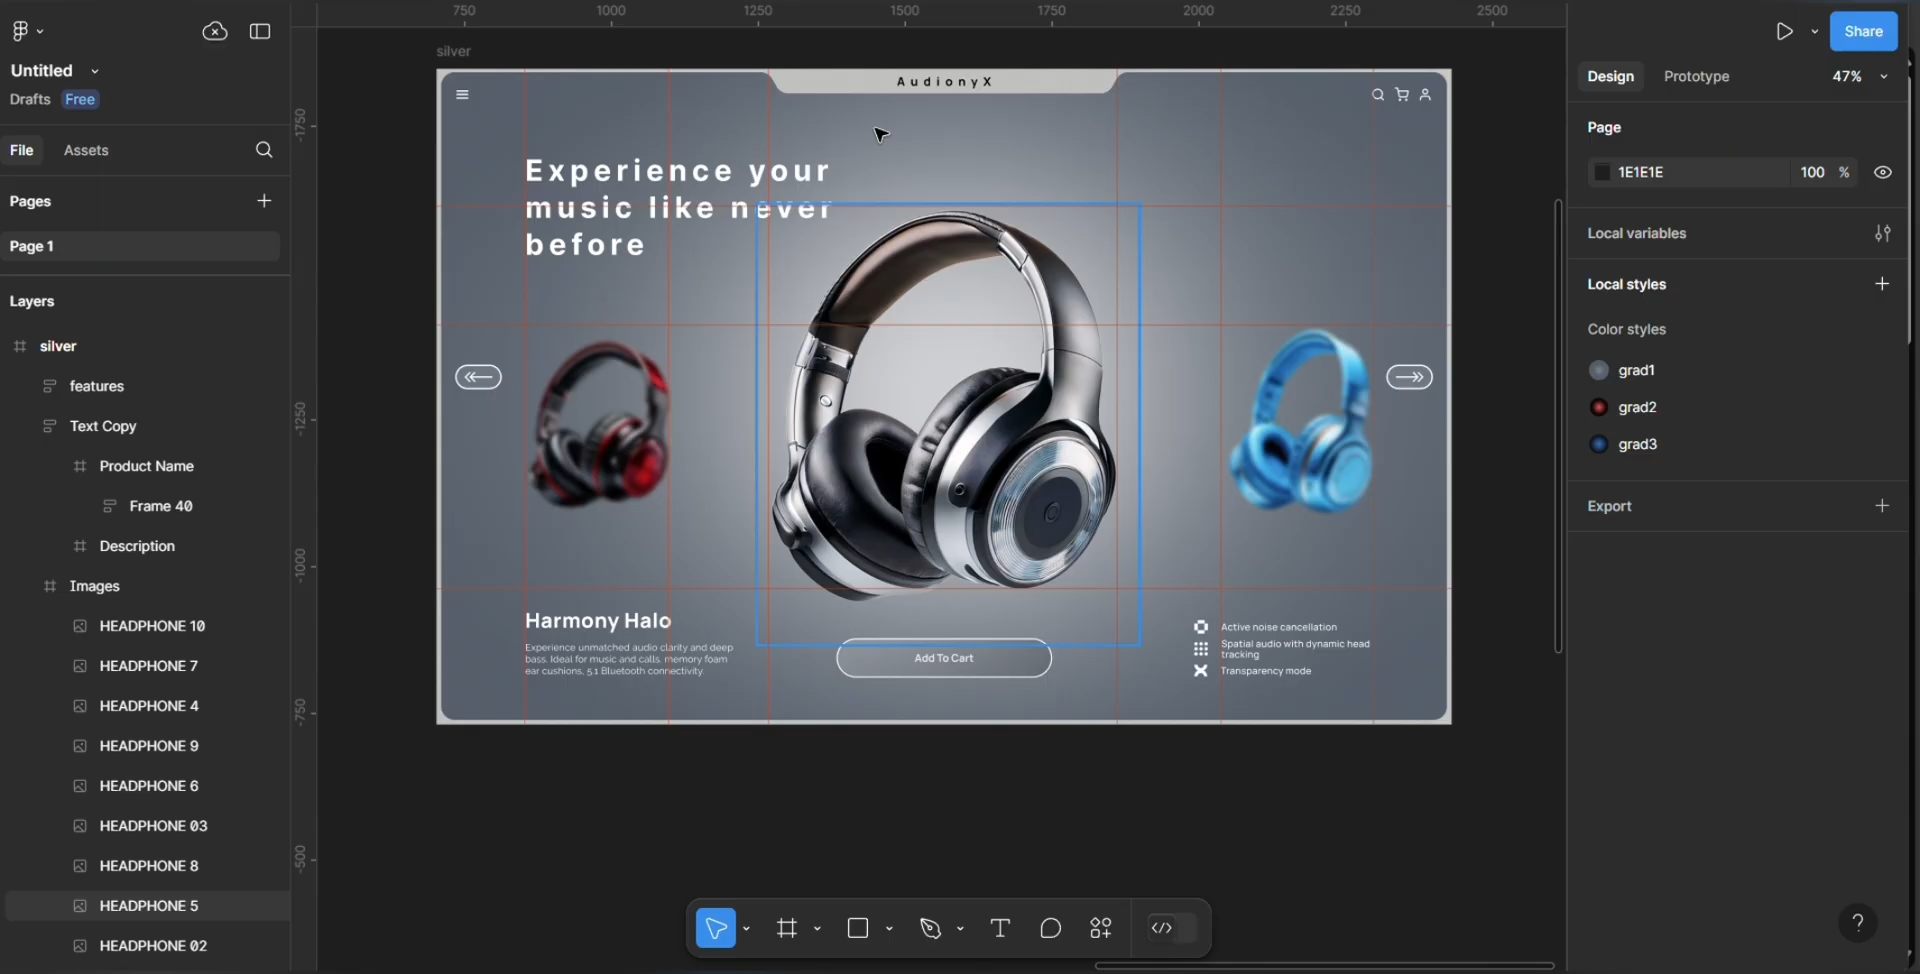 Untitled
Drafts Free
File Assets
Pages
Page 1
Layers
silver
features
Text Copy
Product Name
Frame 40
Description
Images
HEADPHONE 10
HEADPHONE 7
HEADPHONE 4
HEADPHONE 9
HEADPHONE 6
HEADPHONE 03
HEADPHONE 8
HEADPHONE 5
HEADPHONE 02
750 1000 1250 1500 1750 2000 2250 2500
-1750
-1250
-1000
-750
-500
silver
AudionyX
Experience your
music like never
before
Harmony Halo
Experience unmatched audio clarity and deep
bass. Ideal for music and calls. memory foam
ear cushions, 5.1 Bluetooth connectivity.
Add To Cart
Active noise cancellation
Spatial audio with dynamic head
tracking
Transparency mode
Share
Design Prototype 47%
Page
1E1E1E 100 %
Local variables
Local styles
Color styles
grad1
grad2
grad3
Export
?